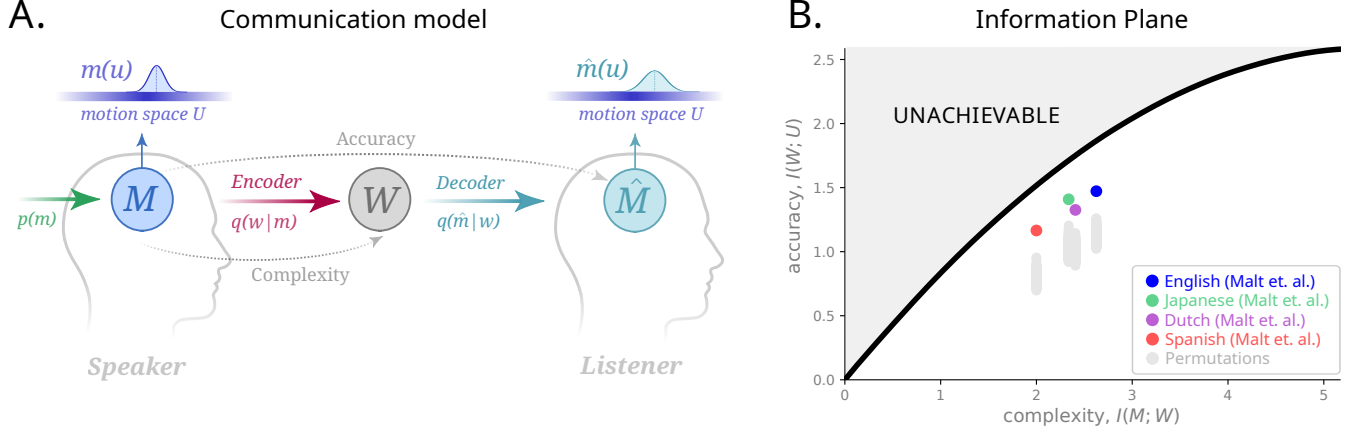 A.
Communication model
m(u)
motion space U
m̂(u)
motion space U
Accuracy
p(m)
M
Encoder
q(w|m)
W
Decoder
q(m̂|w)
M̂
Complexity
Speaker
Listener
B.
Information Plane
UNACHIEVABLE
accuracy, I(W; U)
2.5
2.0
1.5
1.0
0.5
0.0
0 1 2 3 4 5
complexity, I(M; W)
English (Malt et. al.)
Japanese (Malt et. al.)
Dutch (Malt et. al.)
Spanish (Malt et. al.)
Permutations